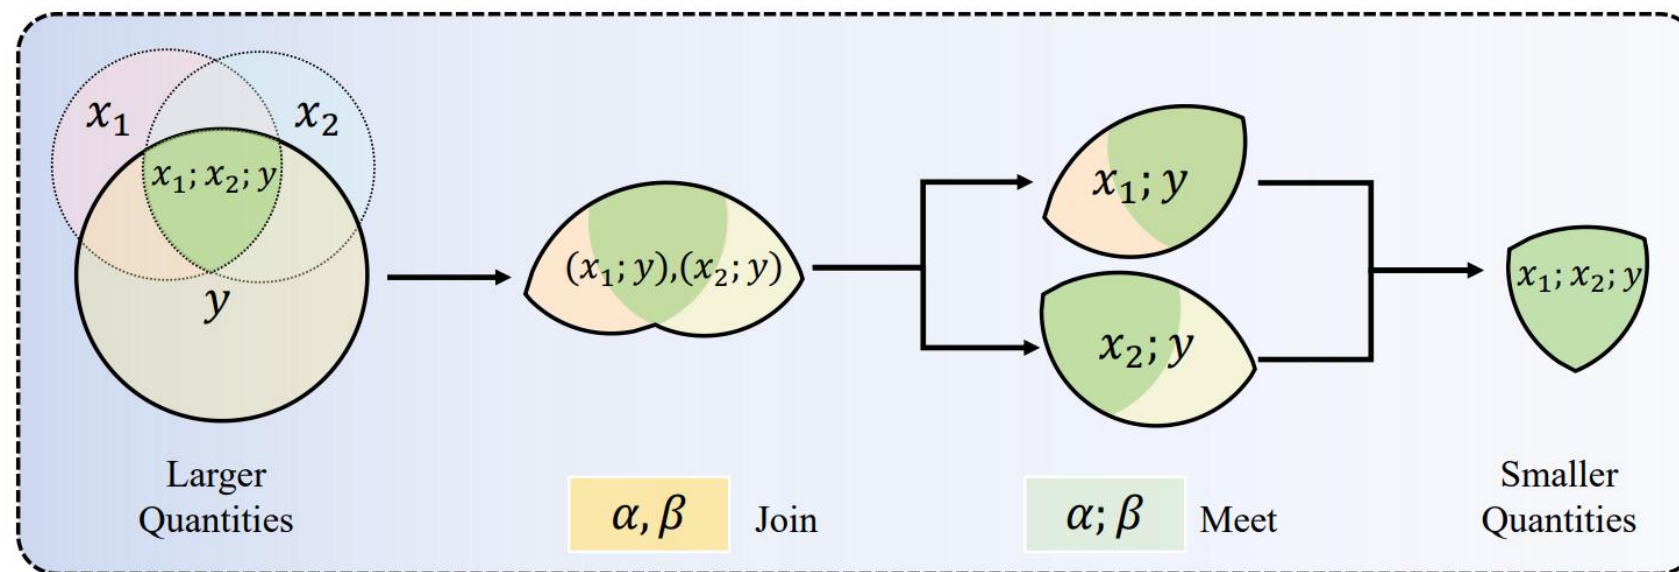 x₁
x₂
x₁; x₂; y
y
(x₁; y),(x₂; y)
x₁; y
x₂; y
x₁; x₂; y
Larger
Quantities
α, β
Join
α; β
Meet
Smaller
Quantities